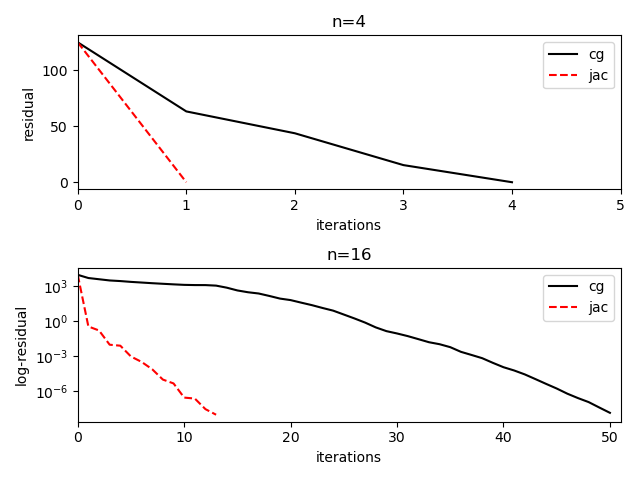 n=4
residual
100
50
0
0 1 2 3 4 5
iterations
cg
jac
n=16
log-residual
10^3
10^0
10^-3
10^-6
0 10 20 30 40 50
iterations
cg
jac